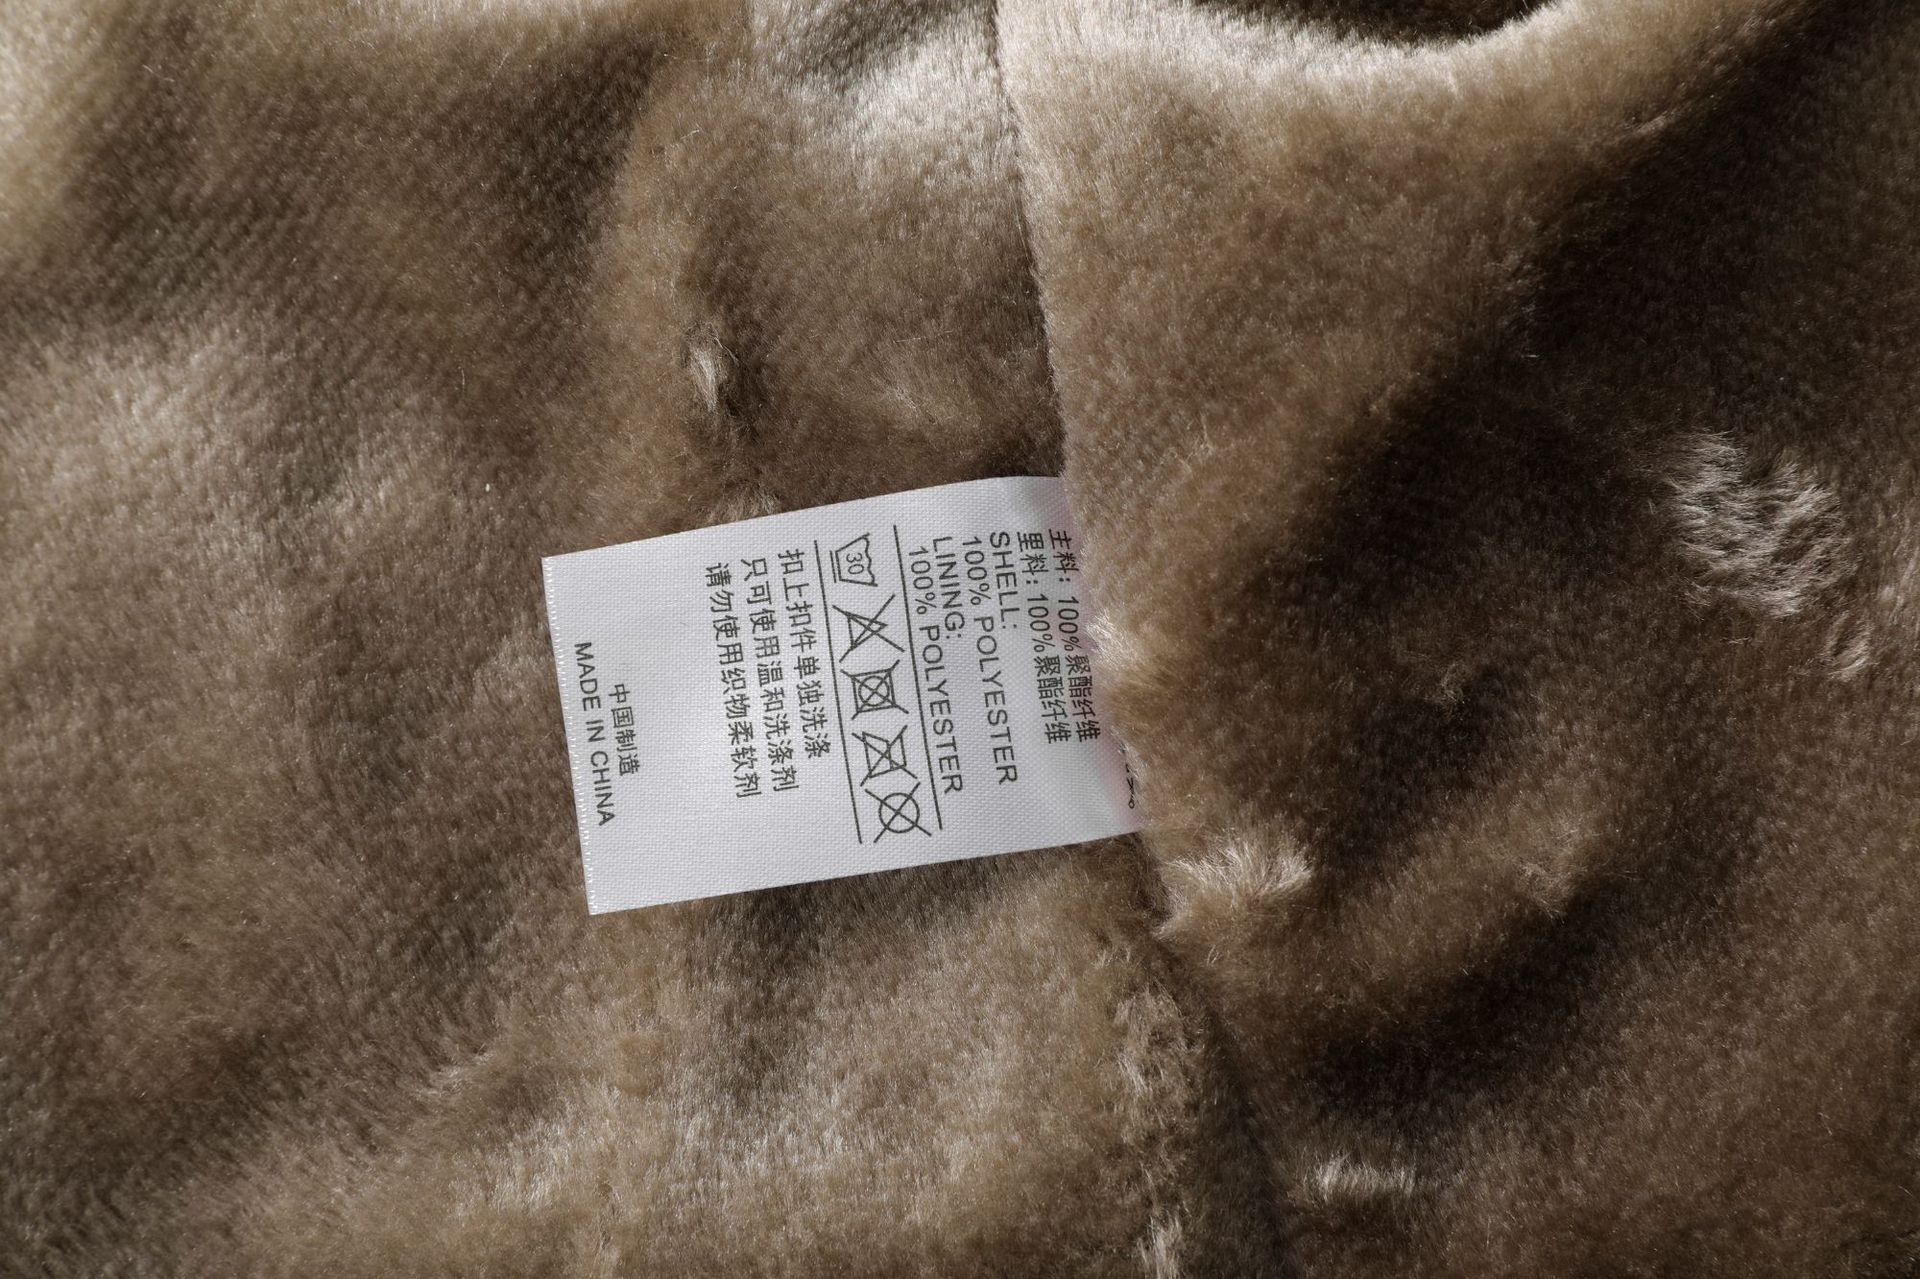 主料：100%聚酯纤维
里料：100%聚酯纤维
SHELL:
100% POLYESTER
LINING:
100% POLYESTER
30
扣上扣件单独洗涤
只可使用温和洗涤剂
请勿使用织物柔软剂
中国制造
MADE IN CHINA